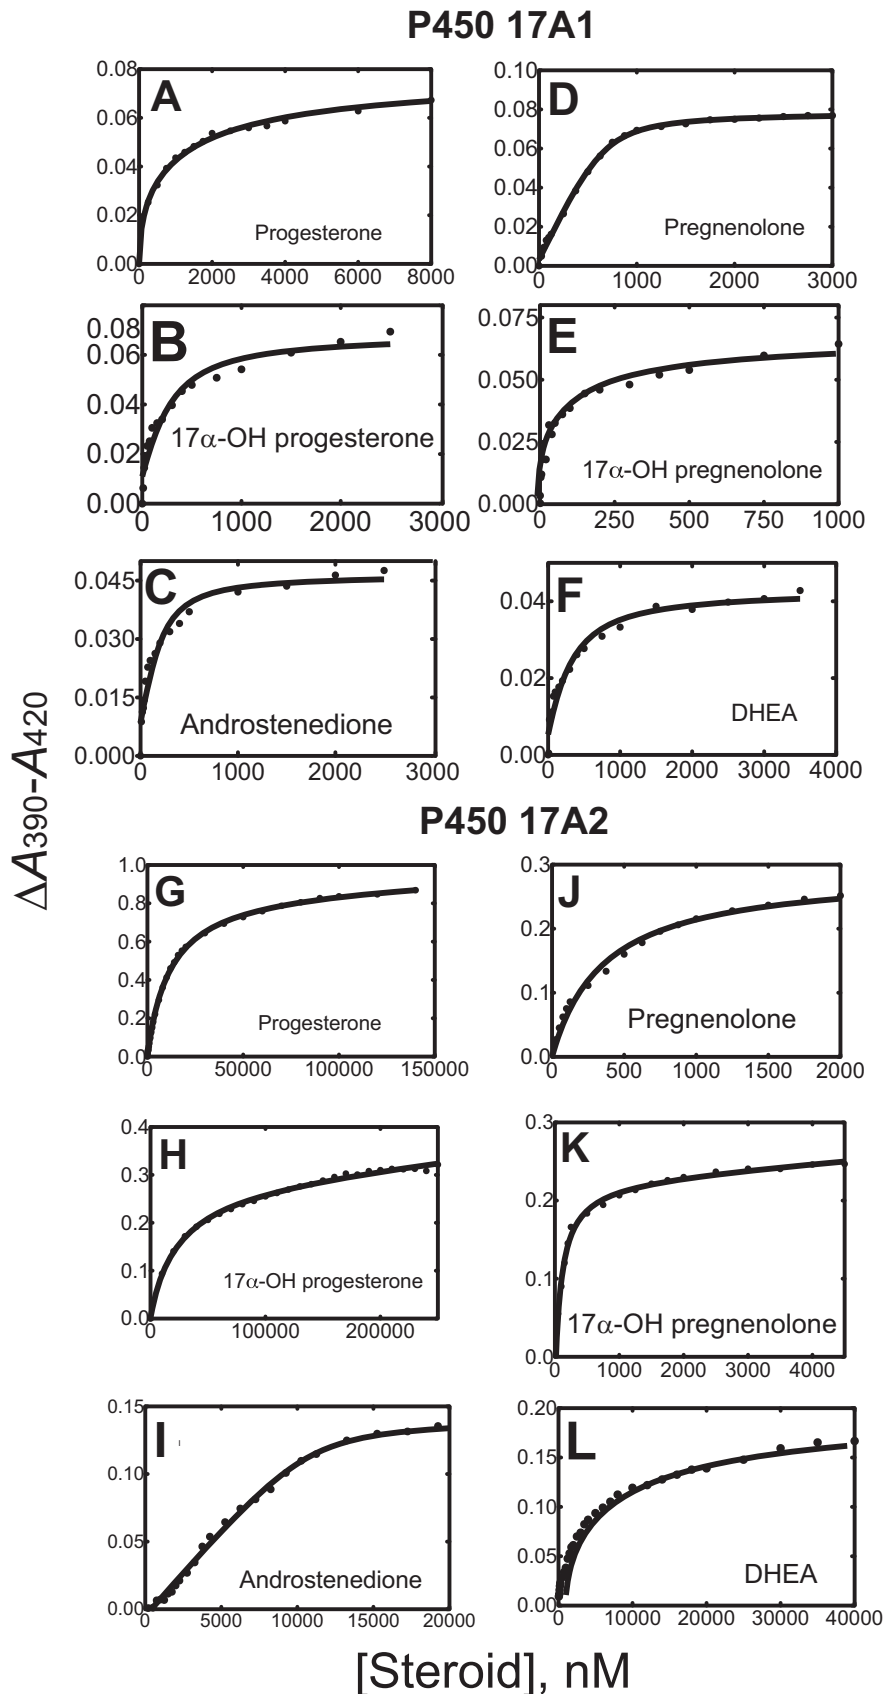 P450 17A1
0.08
0.06
0.04
0.02
0.00
A
Progesterone
0 2000 4000 6000 8000
0.10
0.08
0.06
0.04
0.02
0.00
D
Pregnenolone
0 1000 2000 3000
0.08
0.06
0.04
0.02
0.00
B
17α-OH progesterone
0 1000 2000 3000
0.075
0.050
0.025
0.000
E
17α-OH pregnenolone
0 250 500 750 1000
0.045
0.030
0.015
0.000
C
Androstenedione
0 1000 2000 3000
0.04
0.02
0.00
F
DHEA
0 1000 2000 3000 4000
ΔA390-A420
P450 17A2
1.0
0.8
0.6
0.4
0.2
0.0
G
Progesterone
0 50000 100000 150000
0.3
0.2
0.1
0.0
J
Pregnenolone
0 500 1000 1500 2000
0.4
0.3
0.2
0.1
0.0
H
17α-OH progesterone
0 100000 200000
0.3
0.2
0.1
0.0
K
17α-OH pregnenolone
0 1000 2000 3000 4000
0.15
0.10
0.05
0.00
I
Androstenedione
0 5000 10000 15000 20000
0.20
0.15
0.10
0.05
0.00
L
DHEA
0 10000 20000 30000 40000
[Steroid], nM